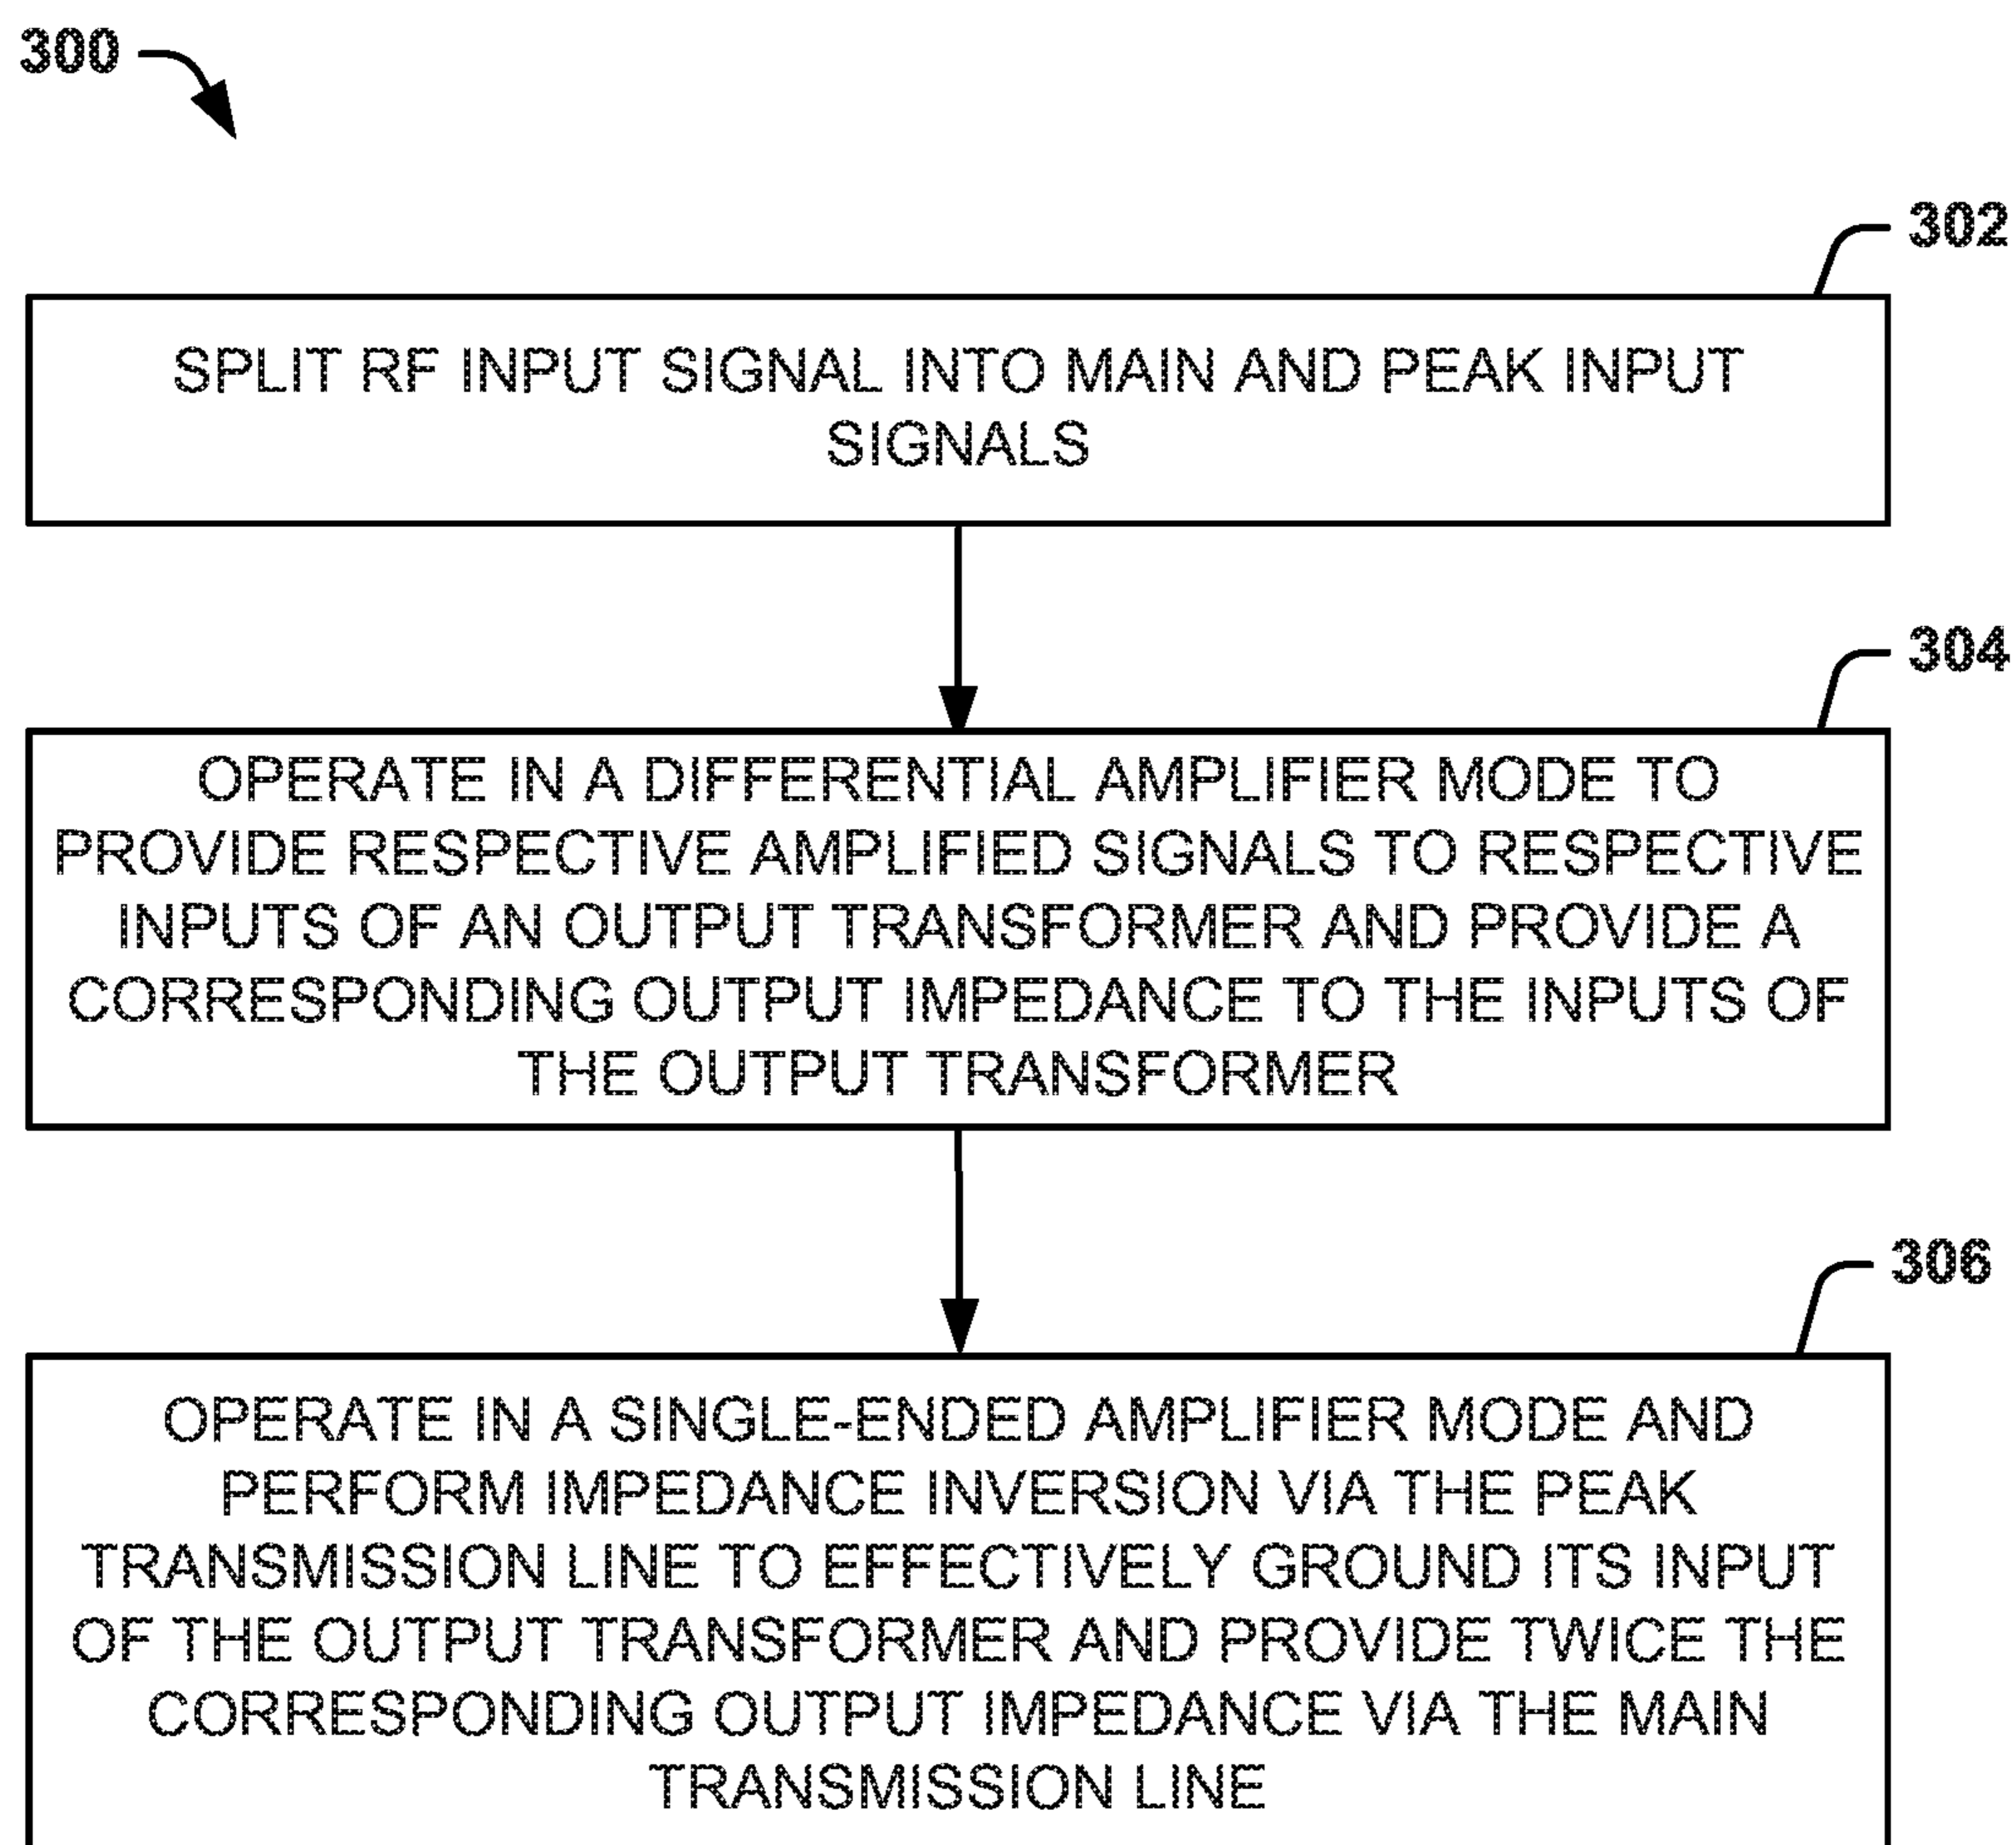 300
302
SPLIT RF INPUT SIGNAL INTO MAIN AND PEAK INPUT
SIGNALS
304
OPERATE IN A DIFFERENTIAL AMPLIFIER MODE TO
PROVIDE RESPECTIVE AMPLIFIED SIGNALS TO RESPECTIVE
INPUTS OF AN OUTPUT TRANSFORMER AND PROVIDE A
CORRESPONDING OUTPUT IMPEDANCE TO THE INPUTS OF
THE OUTPUT TRANSFORMER
306
OPERATE IN A SINGLE-ENDED AMPLIFIER MODE AND
PERFORM IMPEDANCE INVERSION VIA THE PEAK
TRANSMISSION LINE TO EFFECTIVELY GROUND ITS INPUT
OF THE OUTPUT TRANSFORMER AND PROVIDE TWICE THE
CORRESPONDING OUTPUT IMPEDANCE VIA THE MAIN
TRANSMISSION LINE